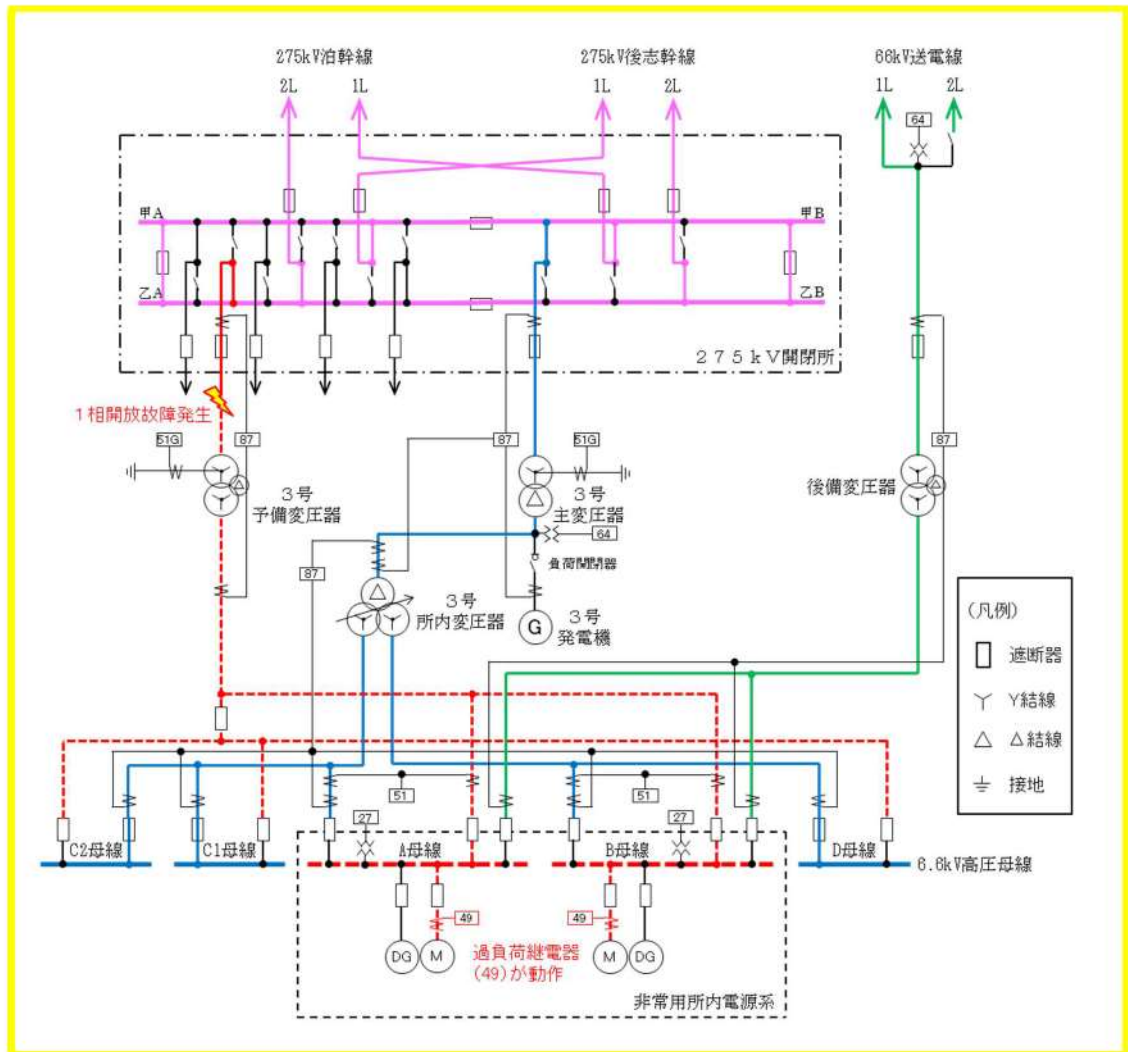 275kV泊幹線
275kV後志幹線
66kV送電線
2L
1L
1L
2L
1L
2L
64
甲A
甲B
乙A
乙B
275kV開閉所
1相開放故障発生
51G
87
87
51G
87
3号
予備変圧器
3号
主変圧器
後備変圧器
64
負荷開閉器
87
3号
所内変圧器
G
3号
発電機
(凡例)
遮断器
Y結線
△結線
接地
51
51
27
27
C2母線
C1母線
A母線
B母線
D母線
6.6kV高圧母線
49
49
DG
M
過負荷継電器
(49)が動作
M
DG
非常用所内電源系